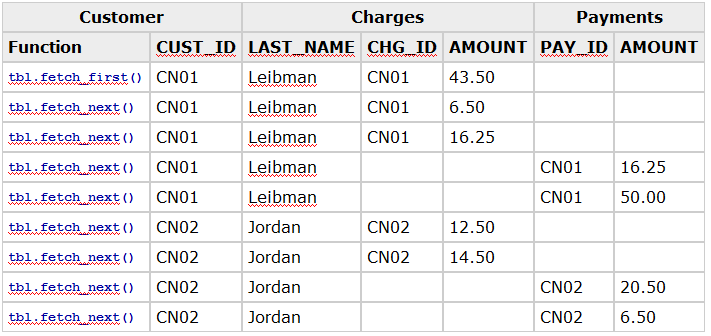 Customer Charges Payments
Function CUST_ID LAST_NAME CHG_ID AMOUNT PAY_ID AMOUNT
tbl.fetch_first() CN01 Leibman CN01 43.50
tbl.fetch_next() CN01 Leibman CN01 6.50
tbl.fetch_next() CN01 Leibman CN01 16.25
tbl.fetch_next() CN01 Leibman CN01 16.25
tbl.fetch_next() CN01 Leibman CN01 50.00
tbl.fetch_next() CN02 Jordan CN02 12.50
tbl.fetch_next() CN02 Jordan CN02 14.50
tbl.fetch_next() CN02 Jordan CN02 20.50
tbl.fetch_next() CN02 Jordan CN02 6.50